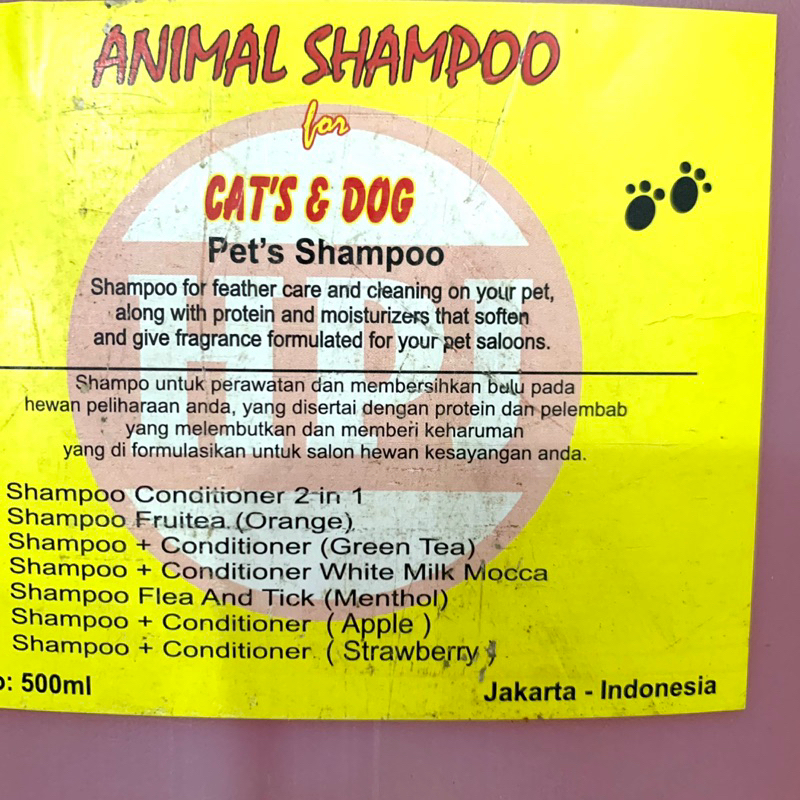 ANIMAL SHAMPOO
for
CAT'S & DOG
Pet's Shampoo
Shampoo for feather care and cleaning on your pet,
along with protein and moisturizers that soften
and give fragrance formulated for your pet saloons.
Shampo untuk perawatan dan membersihkan bulu pada
hewan peliharaan anda, yang disertai dengan protein dan pelembab
yang melembutkan dan memberi keharuman
yang di formulasikan untuk salon hewan kesayangan anda.
HPI
Shampoo Conditioner 2 in 1
Shampoo Fruitea (Orange)
Shampoo + Conditioner (Green Tea)
Shampoo + Conditioner White Milk Mocca
Shampoo Flea And Tick (Menthol)
Shampoo + Conditioner ( Apple )
Shampoo + Conditioner ( Strawberry )
: 500ml
Jakarta - Indonesia